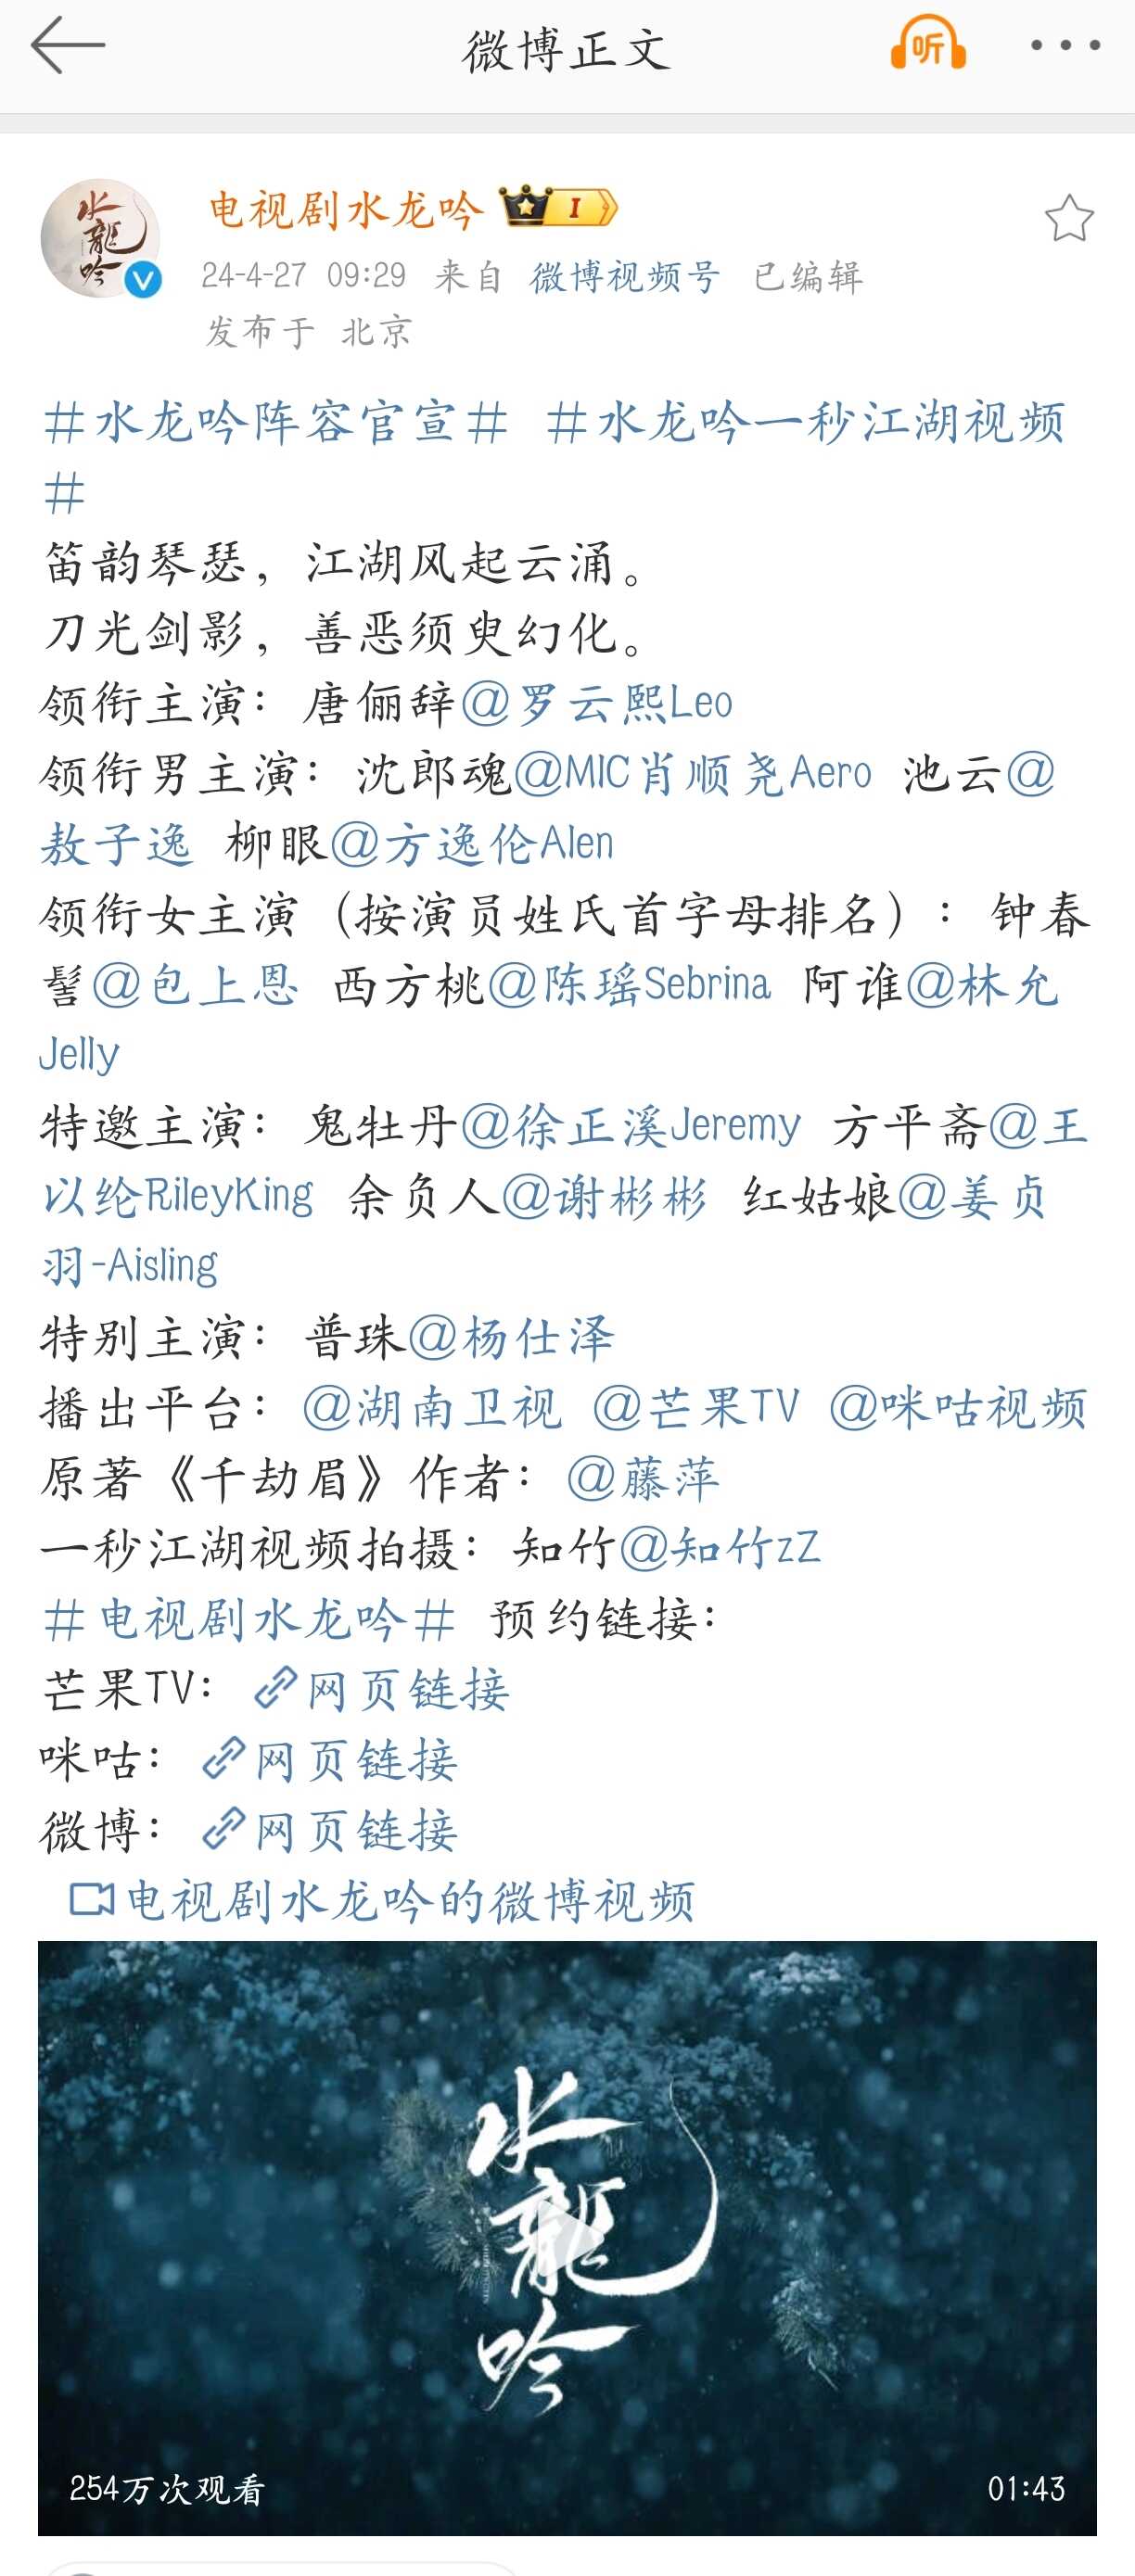 微博正文
听
水龍吟
电视剧水龙吟 I
24-4-27 09:29 来自 微博视频号 已编辑
发布于 北京
#水龙吟阵容官宣# #水龙吟一秒江湖视频
#
笛韵琴瑟，江湖风起云涌。
刀光剑影，善恶须臾幻化。
领衔主演：唐俪辞@罗云熙Leo
领衔男主演：沈郎魂@MIC肖顺尧Aero 池云@
敖子逸 柳眼@方逸伦Alen
领衔女主演（按演员姓氏首字母排名）：钟春
髻@包上恩 西方桃@陈瑶Sebrina 阿谁@林允
Jelly
特邀主演：鬼牡丹@徐正溪Jeremy 方平斋@王
以纶RileyKing 余负人@谢彬彬 红姑娘@姜贞
羽-Aisling
特别主演：普珠@杨仕泽
播出平台：@湖南卫视 @芒果TV @咪咕视频
原著《千劫眉》作者：@藤萍
一秒江湖视频拍摄：知竹@知竹zZ
#电视剧水龙吟# 预约链接：
芒果TV：网页链接
咪咕：网页链接
微博：网页链接
电视剧水龙吟的微博视频
水
龍
吟
254万次观看
01:43